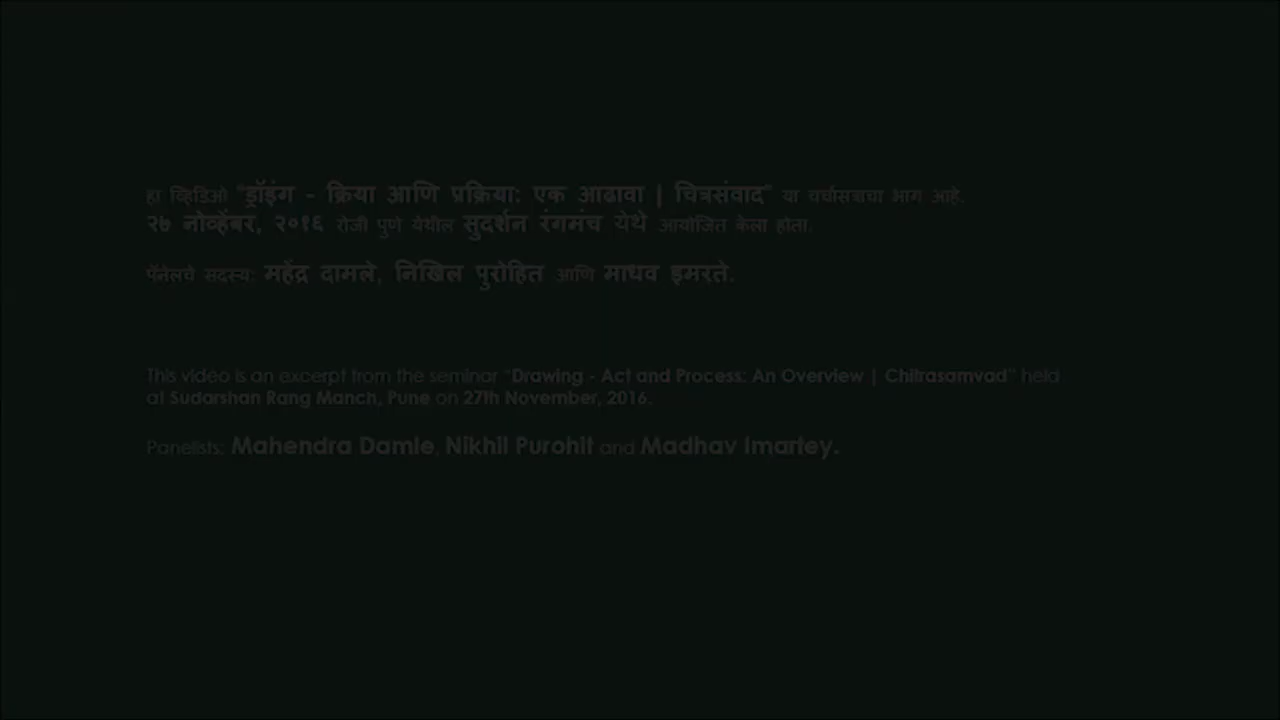 हा व्हिडिओ "ड्रॉइंग - क्रिया आणि प्रक्रिया: एक आढावा | चित्रसंवाद" या चर्चासत्राचा भाग आहे.
२७ नोव्हेंबर, २०१६ रोजी पुणे येथील सुदर्शन रंगमंच येथे आयोजित केला होता.
पॅनेलचे सदस्य: महेंद्र दामले, निखिल पुरोहित आणि माधव इमारते.
This video is an excerpt from the seminar "Drawing - Act and Process: An Overview | Chitrasamvad" held
at Sudarshan Rang Manch, Pune on 27th November, 2016.
Panelists: Mahendra Damle, Nikhil Purohit and Madhav Imartey.